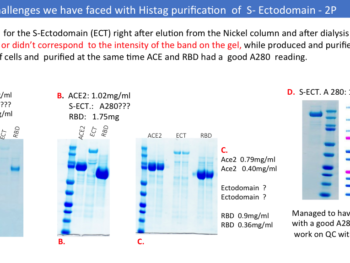 challenges we have faced with Histag purification of S- Ectodomain - 2P
for the S-Ectodomain (ECT) right after elution from the Nickel column and after dialysis
or didn't correspond to the intensity of the band on the gel, while produced and purifie
f cells and purified at the same time ACE and RBD had a good A280 reading.
g/ml
???
g/ml
ECT
RBD
B. ACE2: 1.02mg/ml
S-ECT.: A280???
RBD: 1.75mg
ACE2
ECT
RBD
B.
ACE2 ECT RBD
C.
C.
Ace2 0.79mg/ml
Ace2 0.40mg/ml
Ectodomain ?
Ectodomain ?
RBD 0.9mg/ml
RBD 0.36mg/ml
D. S-ECT. A 280: 1
Managed to hav
with a good A28
work on QC wit